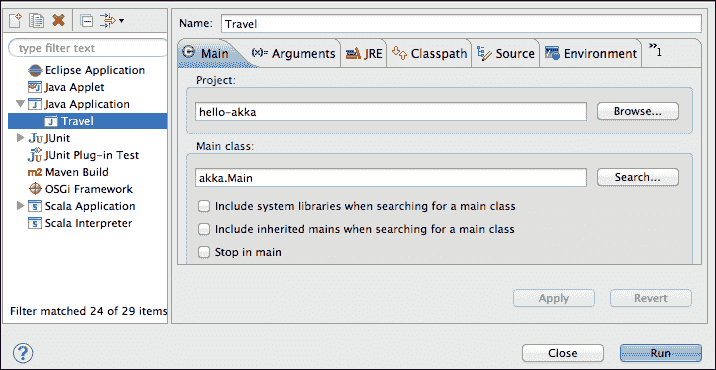 Name: Travel
type filter text
Eclipse Application
Java Applet
Java Application
Travel
JUnit
JUnit Plug-in Test
Maven Build
OSGi Framework
Scala Application
Scala Interpreter
Filter matched 24 of 29 items
Main (x)= Arguments JRE Classpath Source Environment »1
Project:
hello-akka Browse...
Main class:
akka.Main Search...
Include system libraries when searching for a main class
Include inherited mains when searching for a main class
Stop in main
Apply Revert
? Close Run